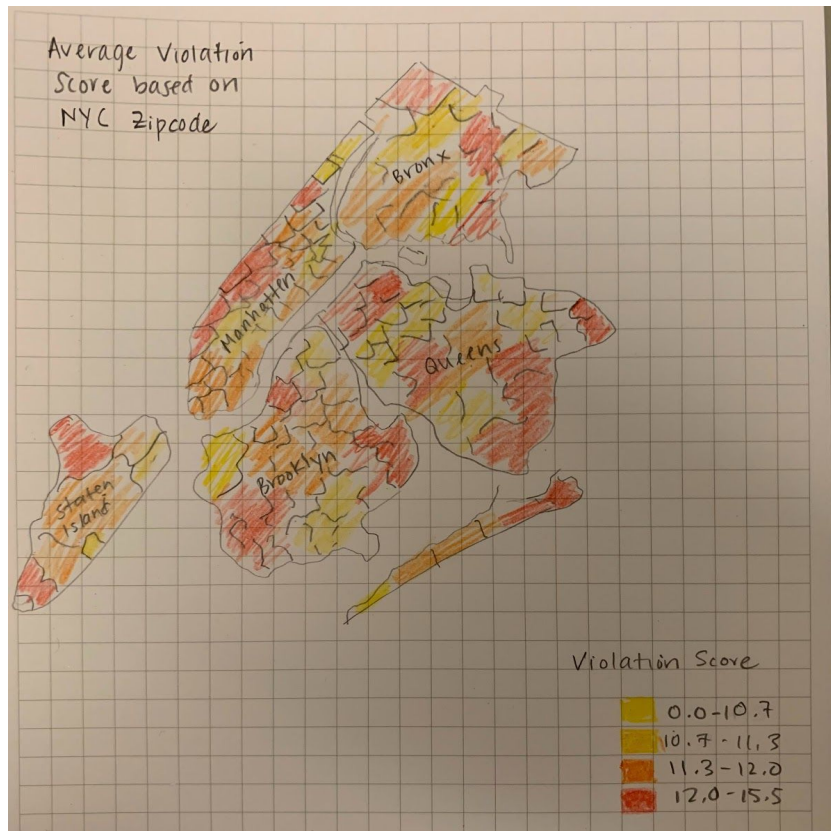 Average Violation
Score based on
NYC Zipcode
Bronx
Manhatten
Queens
Brooklyn
Staten
Island
Violation Score
0.0-10.7
10.7-11.3
11.3-12.0
12.0-15.5